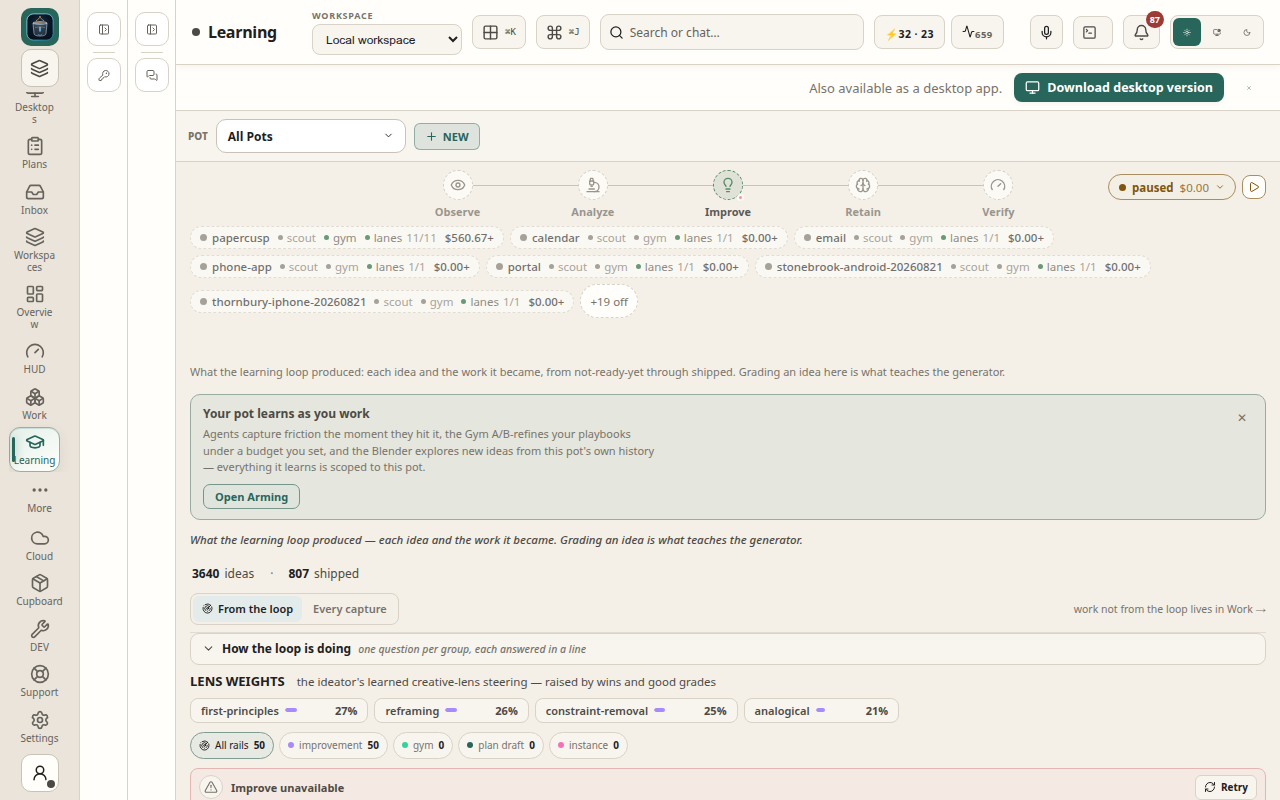 Learning
WORKSPACE
Local workspace
⌘K
⌘J
Search or chat...
⚡32 · 23
659
87
Also available as a desktop app.
Download desktop version
POT
All Pots
NEW
Desktops
Plans
Inbox
Workspaces
Overview
HUD
Work
Learning
More
Cloud
Cupboard
DEV
Support
Settings
Observe
Analyze
Improve
Retain
Verify
paused $0.00
papercusp scout gym lanes 11/11 $560.67+
calendar scout gym lanes 1/1 $0.00+
email scout gym lanes 1/1 $0.00+
phone-app scout gym lanes 1/1 $0.00+
portal scout gym lanes 1/1 $0.00+
stonebrook-android-20260821 scout gym lanes 1/1 $0.00+
thornbury-iphone-20260821 scout gym lanes 1/1 $0.00+
+19 off
What the learning loop produced: each idea and the work it became, from not-ready-yet through shipped. Grading an idea here is what teaches the generator.
Your pot learns as you work
Agents capture friction the moment they hit it, the Gym A/B-refines your playbooks
under a budget you set, and the Blender explores new ideas from this pot's own history
— everything it learns is scoped to this pot.
Open Arming
What the learning loop produced — each idea and the work it became. Grading an idea is what teaches the generator.
3640 ideas · 807 shipped
From the loop
Every capture
work not from the loop lives in Work →
How the loop is doing one question per group, each answered in a line
LENS WEIGHTS the ideator's learned creative-lens steering — raised by wins and good grades
first-principles 27%
reframing 26%
constraint-removal 25%
analogical 21%
All rails 50
improvement 50
gym 0
plan draft 0
instance 0
Improve unavailable
Retry